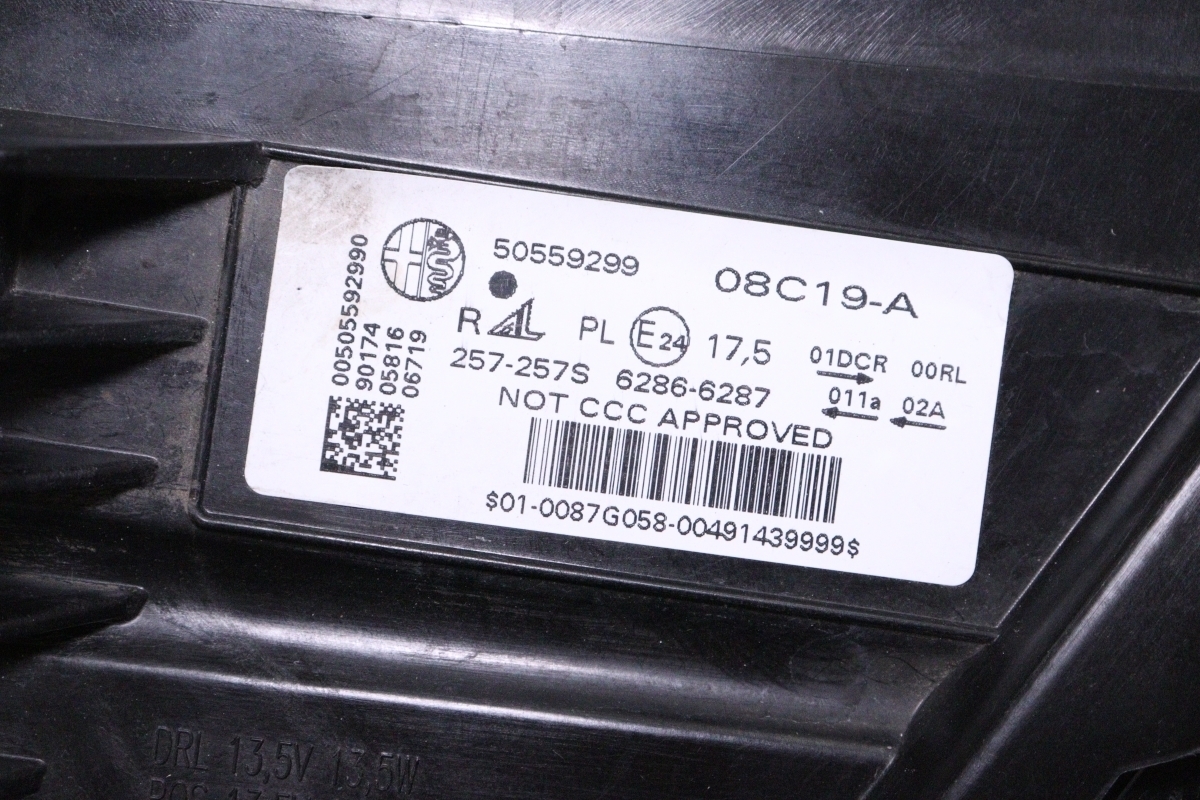 00505592990
90174
05816
06719
50559299
08C19-A
R AL PL E24 17,5
01DCR 00RL
257-257S 6286-6287
011a 02A
NOT CCC APPROVED
$01-0087G058-00491439999$
DRL 13,5V 13,5W